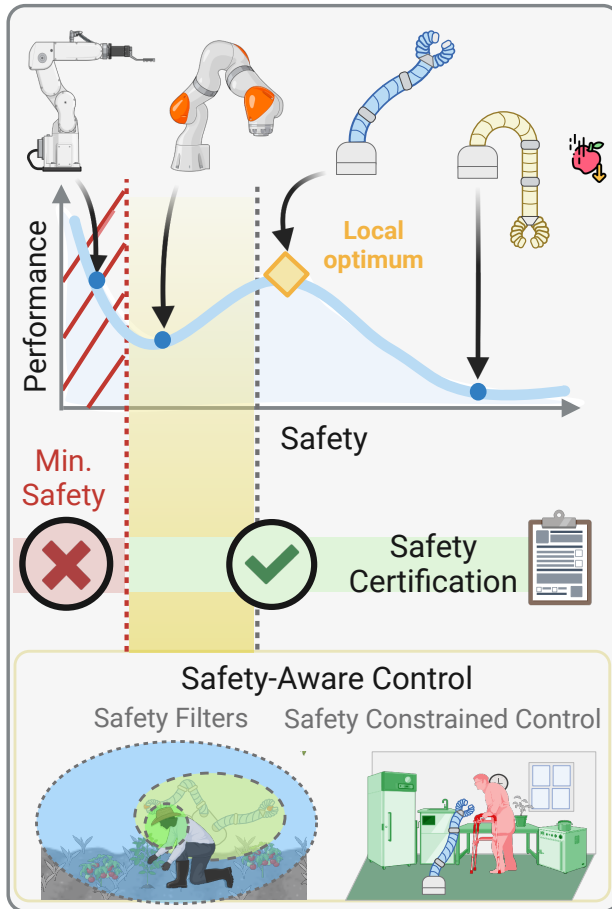 Local
optimum
Performance
Safety
Min.
Safety
Safety
Certification
Safety-Aware Control
Safety Filters
Safety Constrained Control